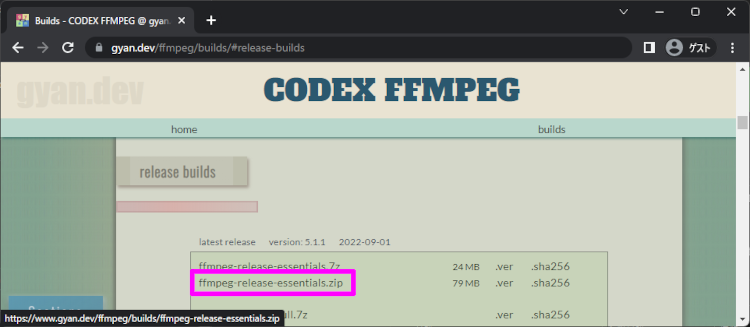 Builds - CODEX FFMPEG @ gyan.
gyan.dev/ffmpeg/builds/#release-builds
ゲスト
gyan.dev
CODEX FFMPEG
home
builds
release builds
latest release version: 5.1.1 2022-09-01
ffmpeg-release-essentials.7z 24 MB .ver .sha256
ffmpeg-release-essentials.zip 79 MB .ver .sha256
ll.7z .ver .sha256
https://www.gyan.dev/ffmpeg/builds/ffmpeg-release-essentials.zip